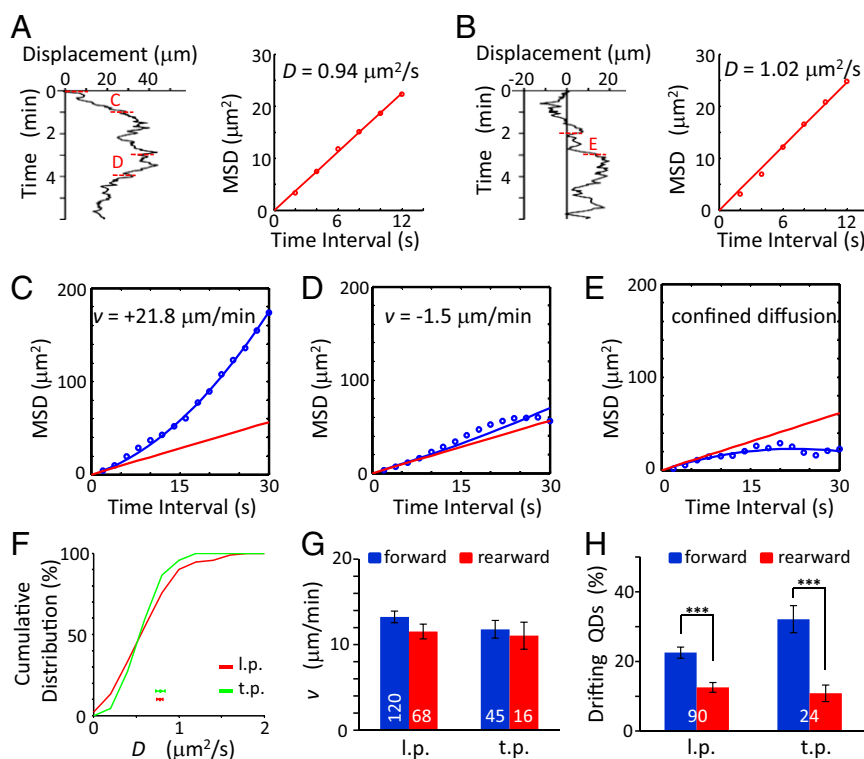 A
Displacement (μm)
0 20 40
Time (min)
0
2
4
C
D
MSD (μm²)
30
20
10
0
D = 0.94 μm²/s
0 6 12
Time Interval (s)
B
Displacement (μm)
-20 0 20
Time (min)
0
2
4
E
MSD (μm²)
30
20
10
0
D = 1.02 μm²/s
0 6 12
Time Interval (s)
C
MSD (μm²)
200
100
0
v = +21.8 μm/min
0 15 30
Time Interval (s)
D
MSD (μm²)
200
100
0
v = -1.5 μm/min
0 15 30
Time Interval (s)
E
MSD (μm²)
200
100
0
confined diffusion
0 15 30
Time Interval (s)
F
Cumulative
Distribution (%)
100
50
0
l.p.
t.p.
0 1 2
D (μm²/s)
G
forward rearward
v (μm/min)
20
10
0
120 68 45 16
l.p. t.p.
H
forward rearward
Drifting QDs (%)
40
20
0
*** ***
90 24
l.p. t.p.